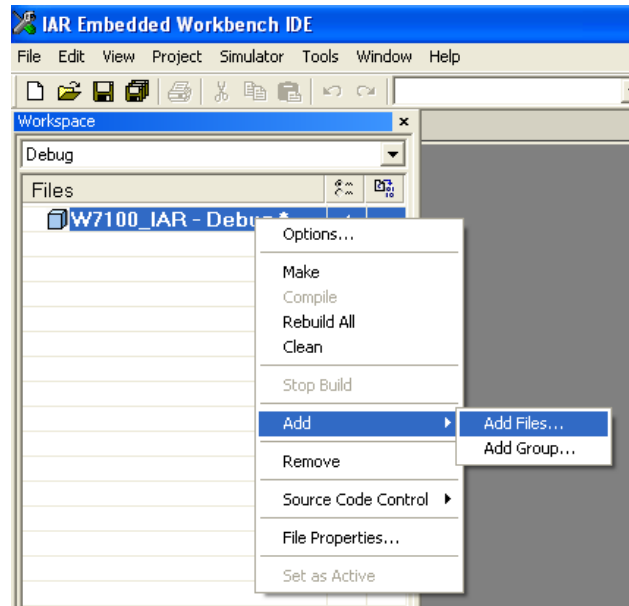 IAR Embedded Workbench IDE
File Edit View Project Simulator Tools Window Help
Workspace
Debug
Files
W7100_IAR - Debug *
Options...
Make
Compile
Rebuild All
Clean
Stop Build
Add
Add Files...
Add Group...
Remove
Source Code Control
File Properties...
Set as Active